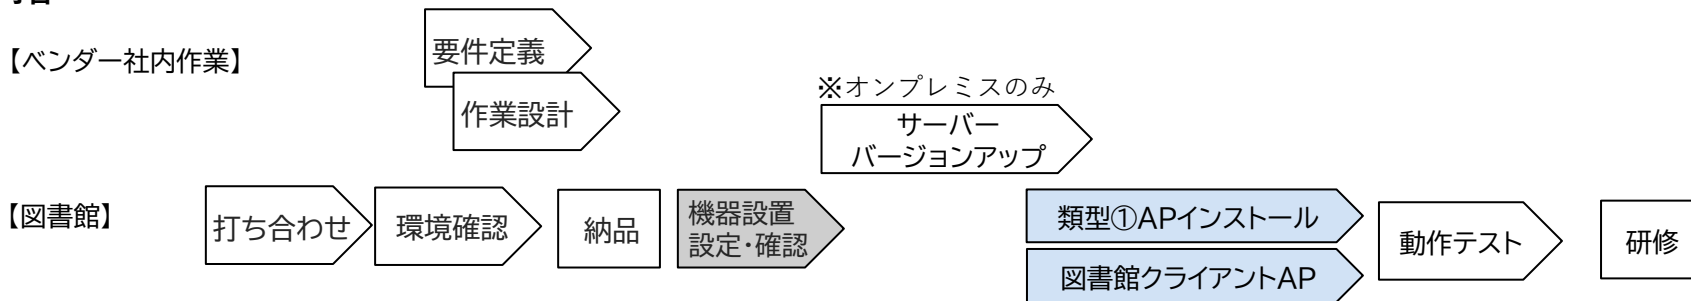 【ベンダー社内作業】
要件定義
作業設計
※オンプレミスのみ
サーバー
バージョンアップ
【図書館】
打ち合わせ
環境確認
納品
機器設置
設定・確認
類型①APインストール
図書館クライアントAP
動作テスト
研修